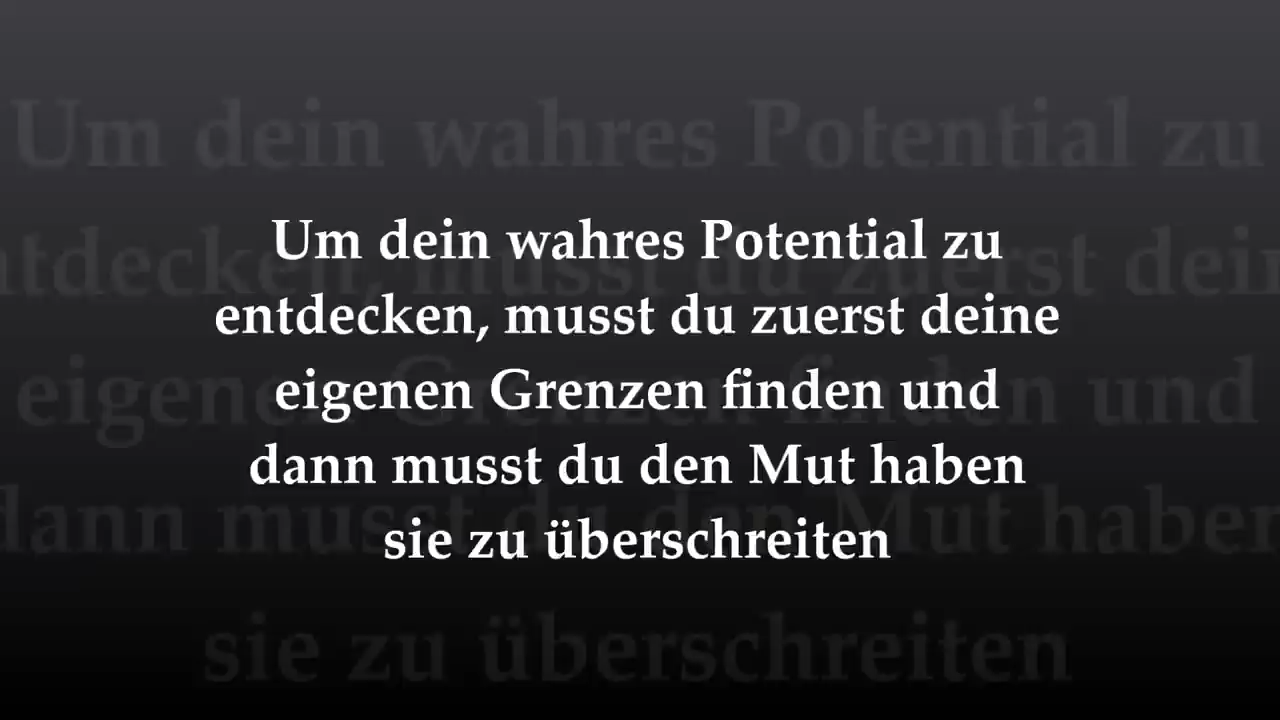 Um dein wahres Potential zu
entdecken, musst du zuerst deine
eigenen Grenzen finden und
dann musst du den Mut haben
sie zu überschreiten